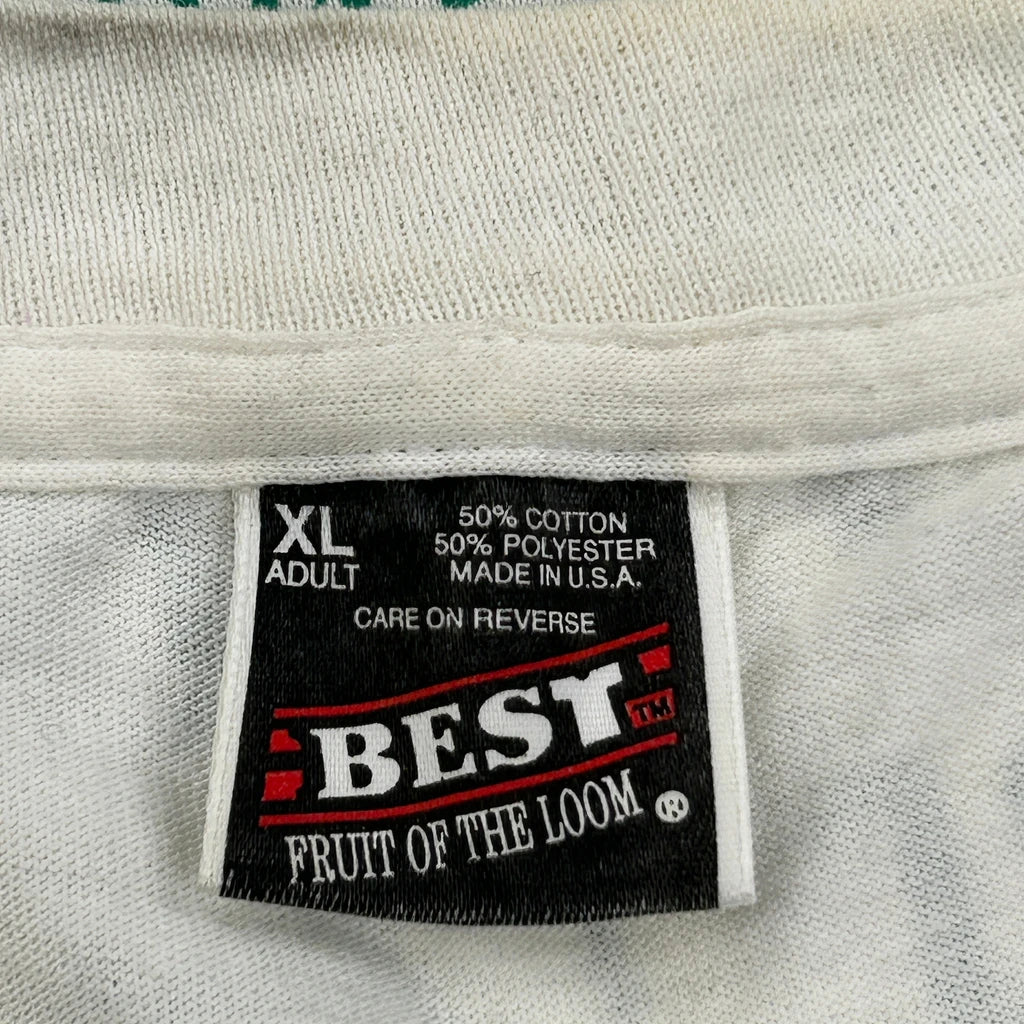 XL
ADULT
50% COTTON
50% POLYESTER
MADE IN U.S.A.
CARE ON REVERSE
BEST TM
FRUIT OF THE LOOM ®